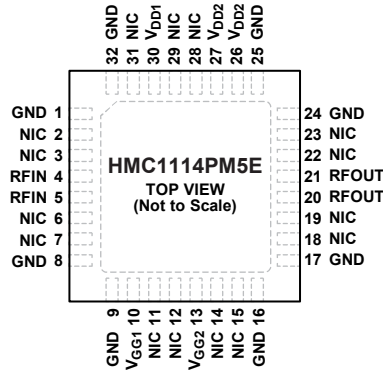 32 GND
31 NIC
30 VDD1
29 NIC
28 NIC
27 VDD2
26 VDD2
25 GND
GND 1
NIC 2
NIC 3
RFIN 4
RFIN 5
NIC 6
NIC 7
GND 8
HMC1114PM5E
TOP VIEW
(Not to Scale)
24 GND
23 NIC
22 NIC
21 RFOUT
20 RFOUT
19 NIC
18 NIC
17 GND
GND 9
VGG1 10
NIC 11
NIC 12
VGG2 13
NIC 14
NIC 15
GND 16